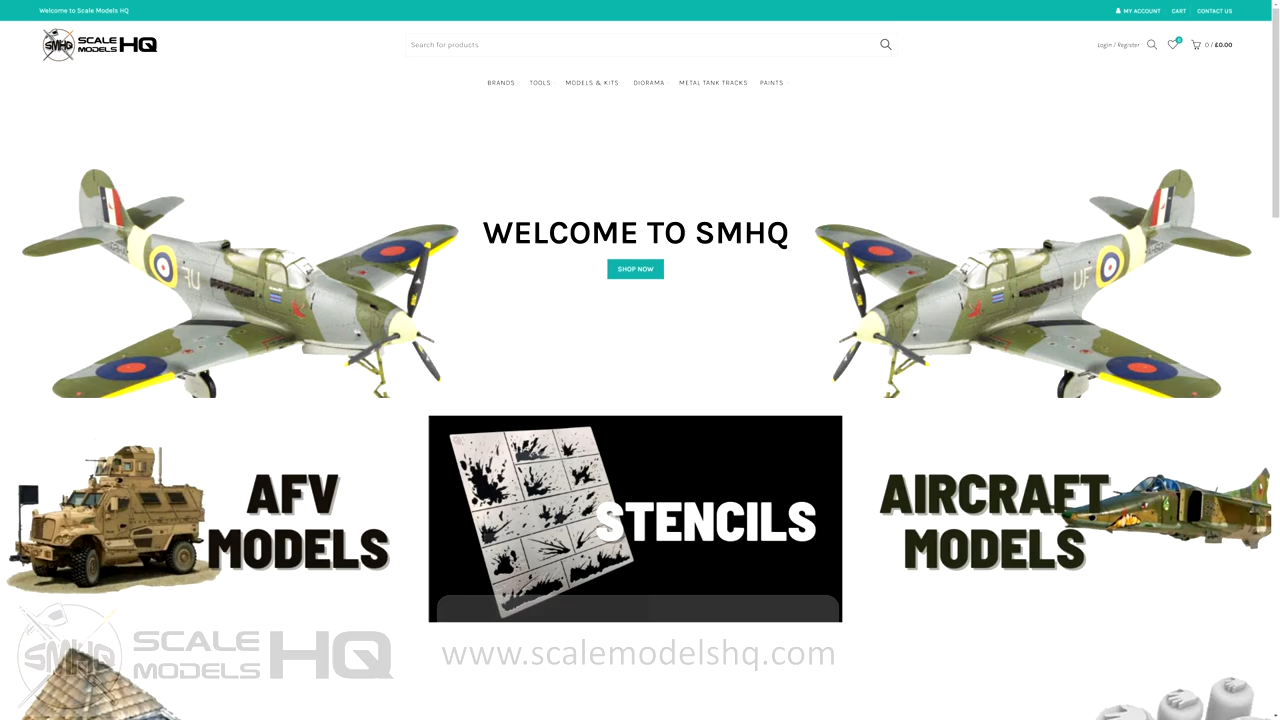 Welcome to Scale Models HQ
MY ACCOUNT
CART
CONTACT US
SMHQ SCALE MODELS HQ
Search for products
Login / Register
0
0 / £0.00
BRANDS
TOOLS
MODELS & KITS
DIORAMA
METAL TANK TRACKS
PAINTS
WELCOME TO SMHQ
SHOP NOW
RU
UF
AFV
MODELS
STENCILS
AIRCRAFT
MODELS
SMHQ
SCALE
MODELS
HQ
www.scalemodelshq.com